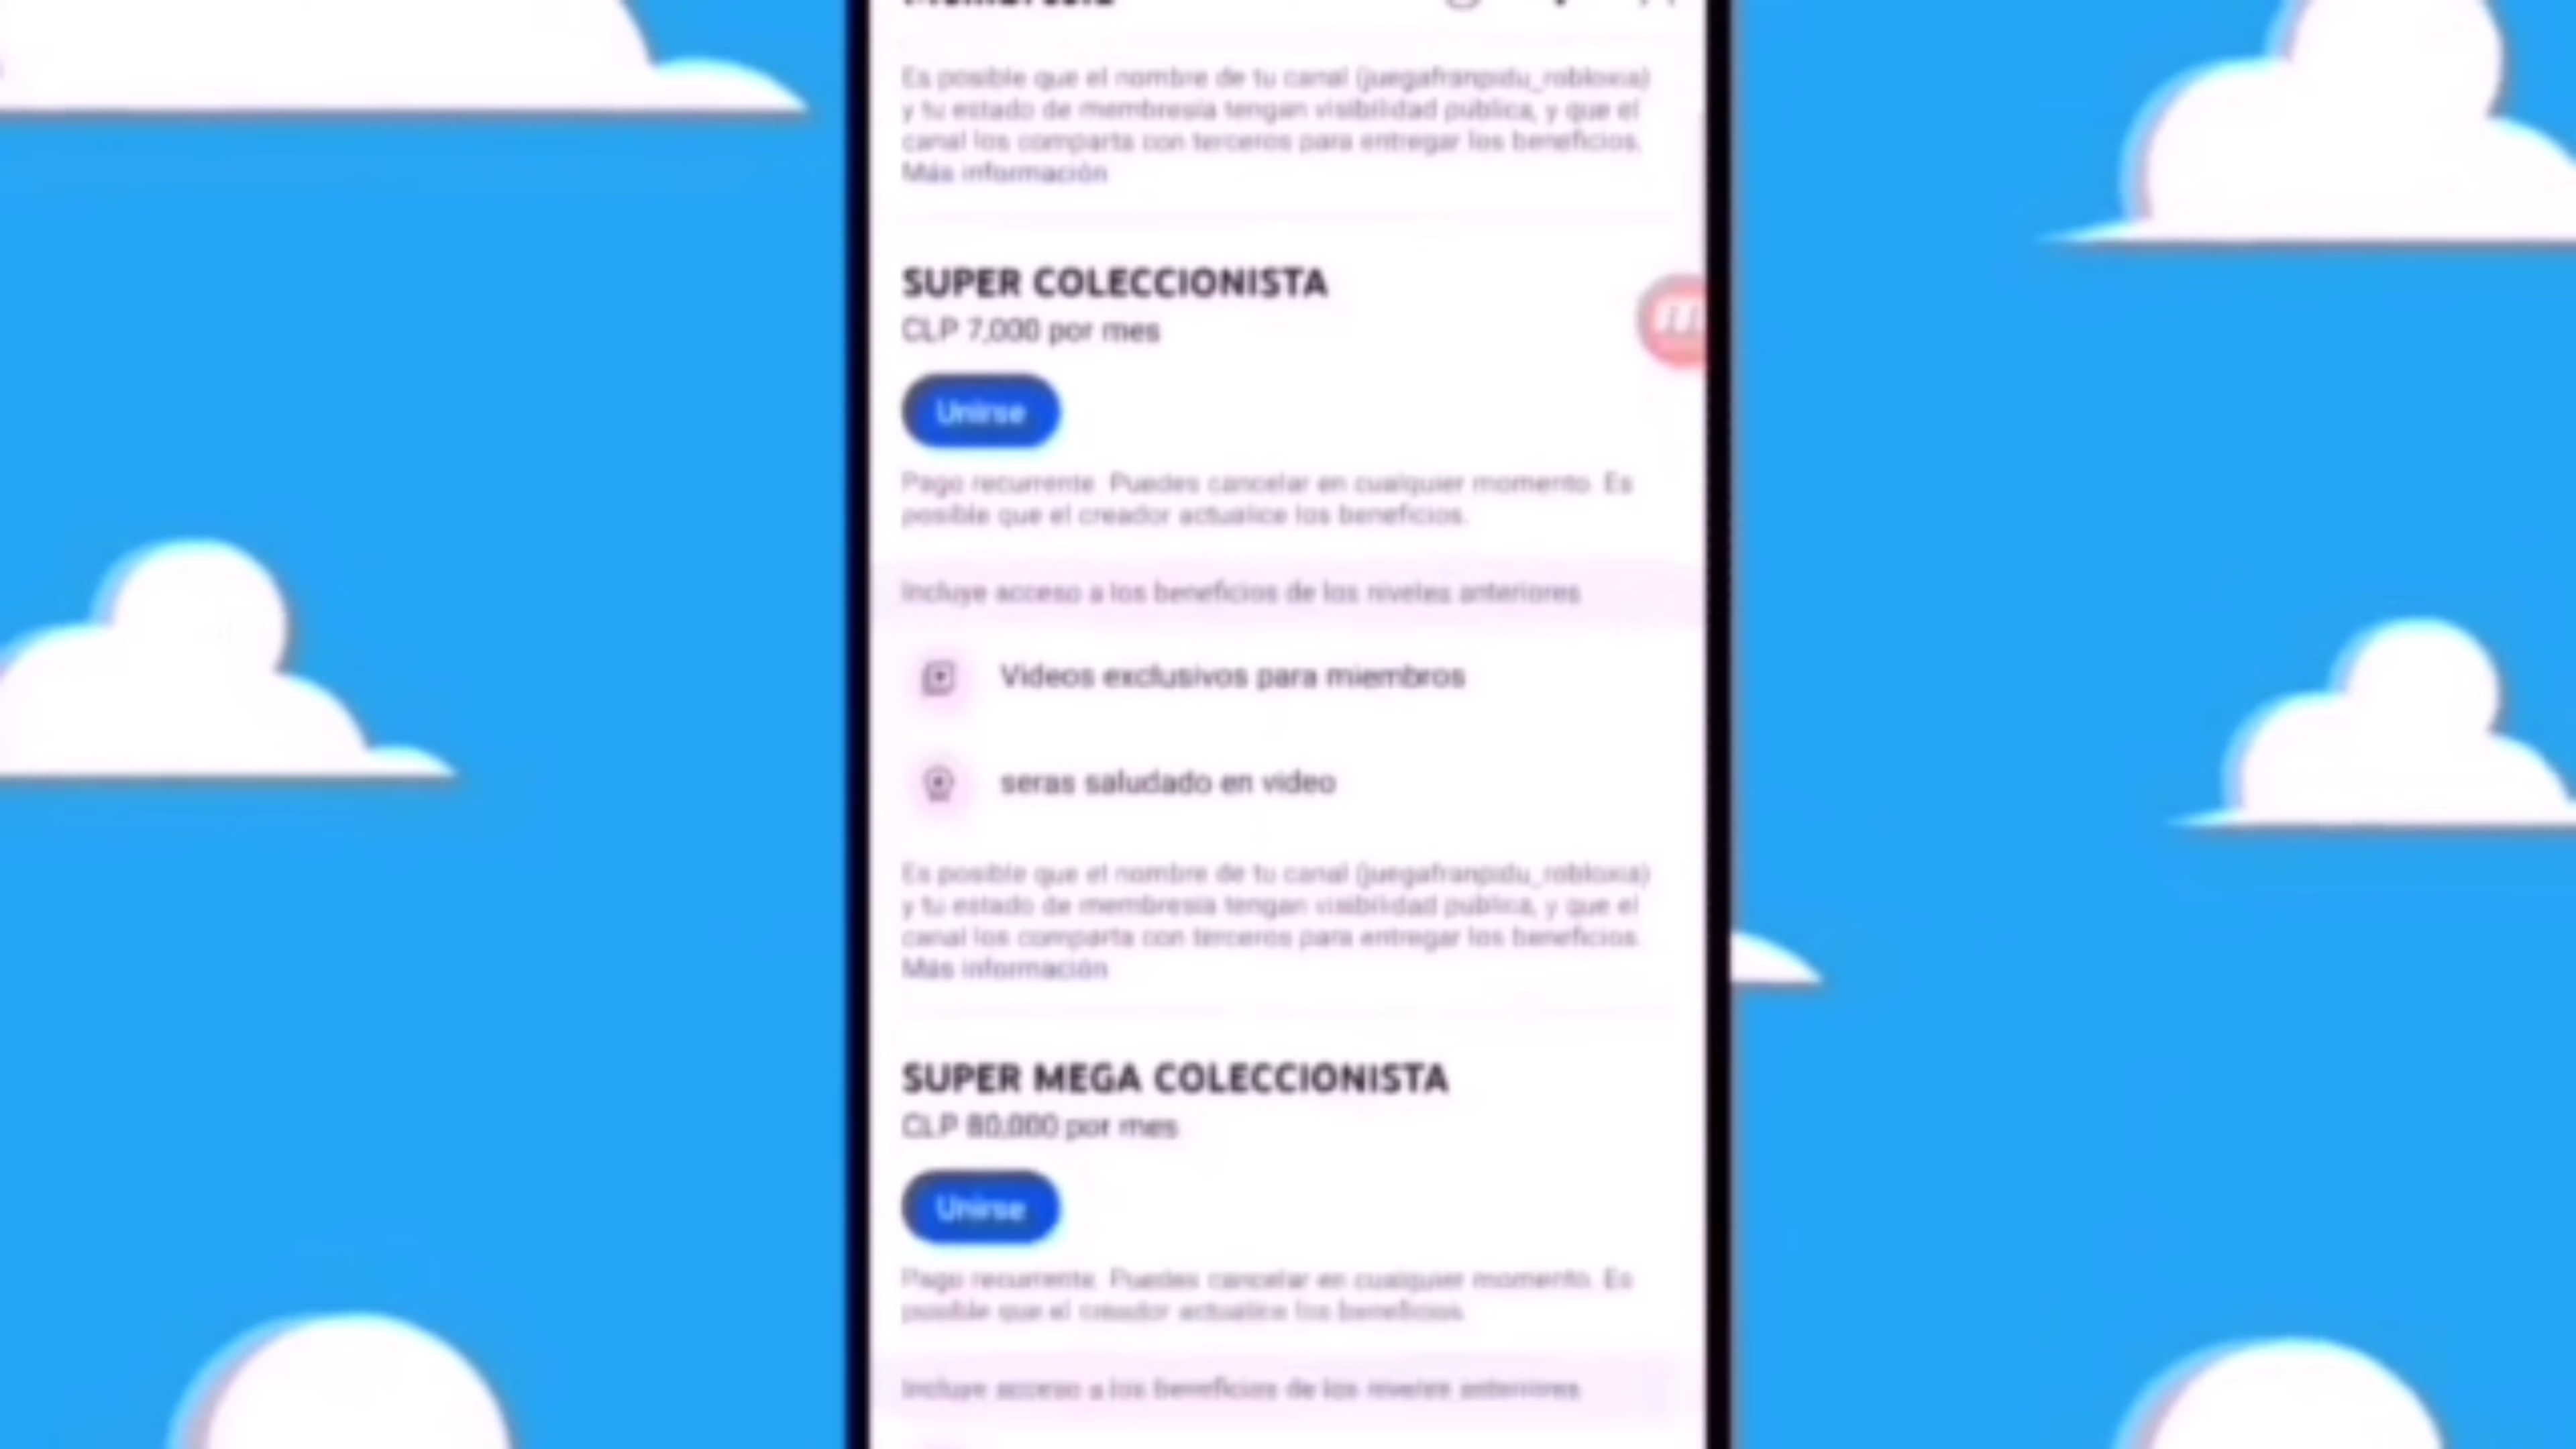 Es posible que el nombre de tu canal (juegafranpidu_robloxia)
y tu estado de membresía tengan visibilidad pública, y que el
canal los comparta con terceros para entregar los beneficios.
Más información
SUPER COLECCIONISTA
CLP 7,000 por mes
Unirse
Pago recurrente. Puedes cancelar en cualquier momento. Es
posible que el creador actualice los beneficios.
Incluye acceso a los beneficios de los niveles anteriores
Videos exclusivos para miembros
seras saludado en video
Es posible que el nombre de tu canal (juegafranpidu_robloxia)
y tu estado de membresía tengan visibilidad pública, y que el
canal los comparta con terceros para entregar los beneficios.
Más información
SUPER MEGA COLECCIONISTA
CLP 80,000 por mes
Unirse
Pago recurrente. Puedes cancelar en cualquier momento. Es
posible que el creador actualice los beneficios.
Incluye acceso a los beneficios de los niveles anteriores